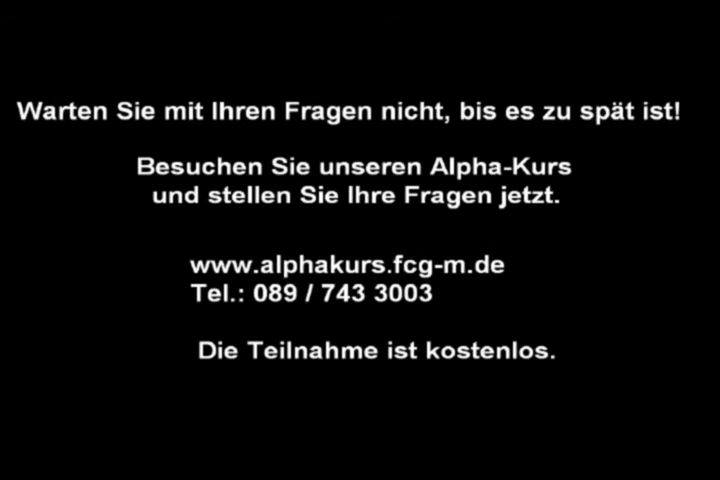 Warten Sie mit Ihren Fragen nicht, bis es zu spät ist!
Besuchen Sie unseren Alpha-Kurs
und stellen Sie Ihre Fragen jetzt.
www.alphakurs.fcg-m.de
Tel.: 089 / 743 3003
Die Teilnahme ist kostenlos.